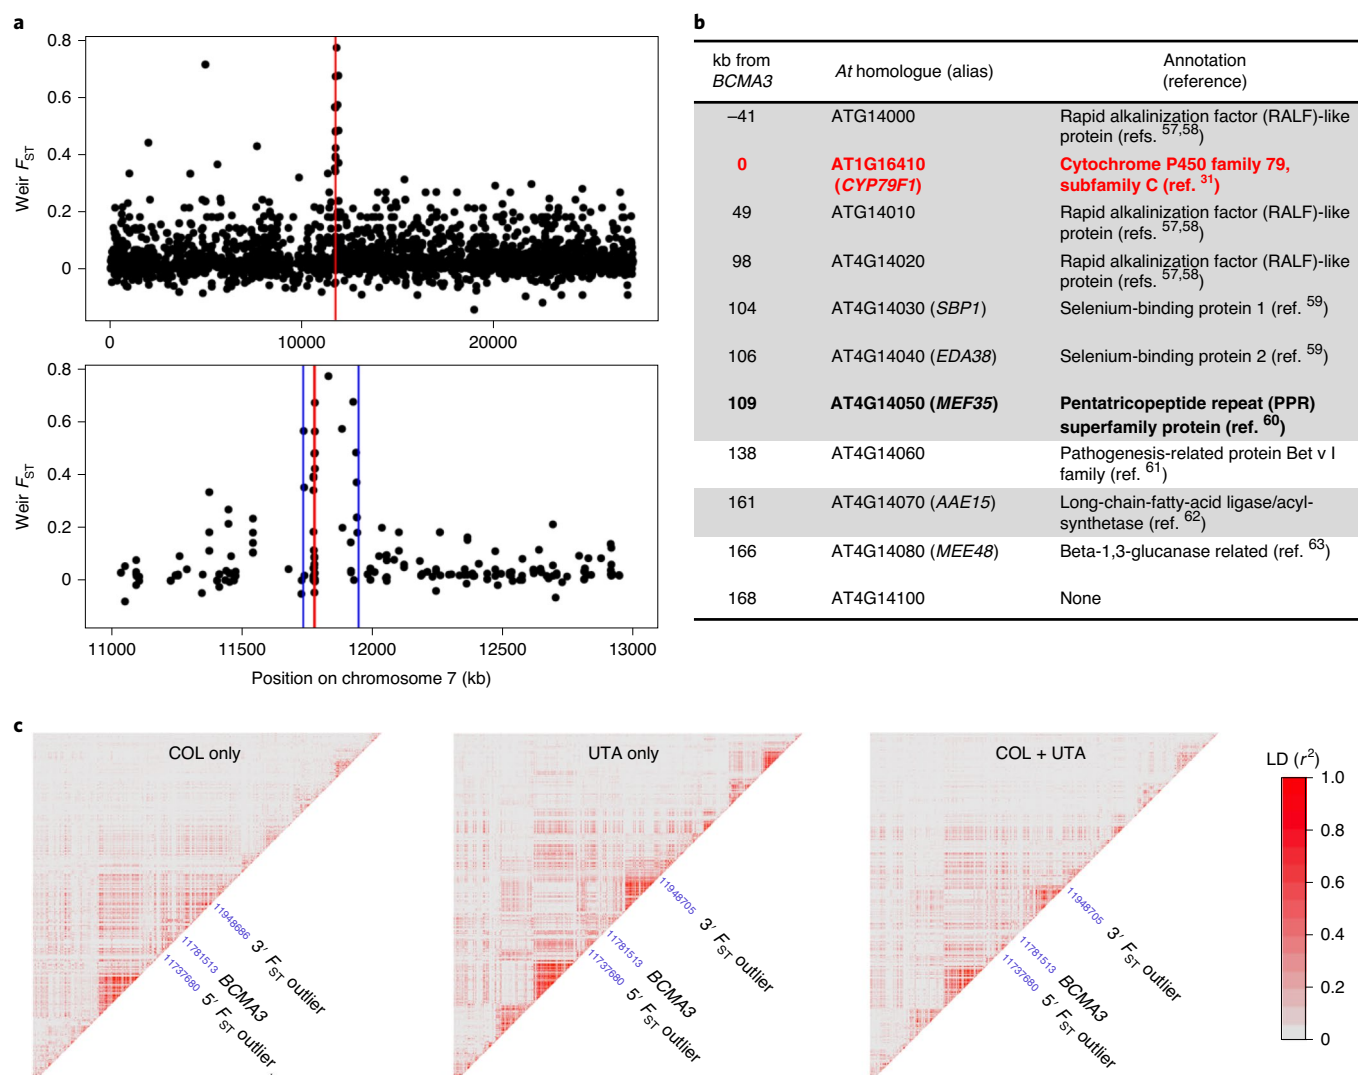 a
0.8
0.6
0.4
0.2
0
Weir FST
0 10000 20000
0.8
0.6
0.4
0.2
0
Weir FST
11000 11500 12000 12500 13000
Position on chromosome 7 (kb)
b
kb from BCMA3 At homologue (alias) Annotation (reference)
–41 ATG14000 Rapid alkalinization factor (RALF)-like protein (refs. 57,58)
0 AT1G16410 (CYP79F1) Cytochrome P450 family 79, subfamily C (ref. 31)
49 ATG14010 Rapid alkalinization factor (RALF)-like protein (refs. 57,58)
98 AT4G14020 Rapid alkalinization factor (RALF)-like protein (refs. 57,58)
104 AT4G14030 (SBP1) Selenium-binding protein 1 (ref. 59)
106 AT4G14040 (EDA38) Selenium-binding protein 2 (ref. 59)
109 AT4G14050 (MEF35) Pentatricopeptide repeat (PPR) superfamily protein (ref. 60)
138 AT4G14060 Pathogenesis-related protein Bet v I family (ref. 61)
161 AT4G14070 (AAE15) Long-chain-fatty-acid ligase/acyl-synthetase (ref. 62)
166 AT4G14080 (MEE48) Beta-1,3-glucanase related (ref. 63)
168 AT4G14100 None
c
COL only
11948686 3′ FST outlier
11781513 BCMA3
11737680 5′ FST outlier
UTA only
11948705 3′ FST outlier
11781513 BCMA3
11737680 5′ FST outlier
COL + UTA
11948705 3′ FST outlier
11781513 BCMA3
11737680 5′ FST outlier
LD (r2)
1.0
0.8
0.6
0.4
0.2
0